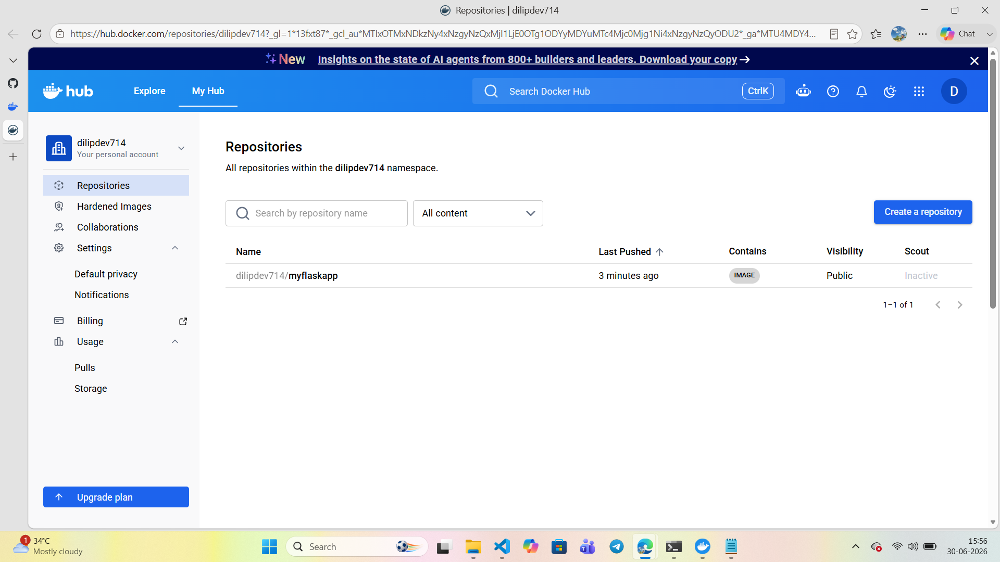 Repositories | dilipdev714
https://hub.docker.com/repositories/dilipdev714?_gl=1*13fxt87*_gcl_au*MTIxOTMxNDkzNy4xNzgyNzQxMjI1LjE0OTg1ODYyMDYuMTc4Mjc0Mjg1Ni4xNzgyNzQyODU2*_ga*MTU4MDY4...
Chat
New Insights on the state of AI agents from 800+ builders and leaders. Download your copy →
hub
Explore
My Hub
Search Docker Hub
CtrlK
D
dilipdev714
Your personal account
Repositories
Hardened Images
Collaborations
Settings
Default privacy
Notifications
Billing
Usage
Pulls
Storage
Upgrade plan
Repositories
All repositories within the dilipdev714 namespace.
Search by repository name
All content
Create a repository
Name Last Pushed Contains Visibility Scout
dilipdev714/myflaskapp 3 minutes ago IMAGE Public Inactive
1–1 of 1
1
34°C
Mostly cloudy
Search
15:56
30-06-2026